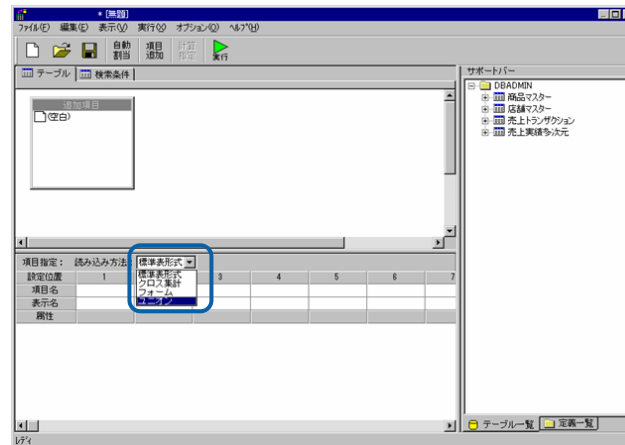 * [無題]
ファイル(F) 編集(E) 表示(V) 実行(X) オプション(O) ヘルプ(H)
自動割当 項目追加 計算指定 実行
テーブル 検索条件
追加項目
(空白)
項目指定： 読み込み方法： 標準表形式
標準表形式
クロス集計
フォーム
ユニオン
設定位置 1 3 4 5 6 7
項目名
表示名
属性
サポートバー
DBADMIN
商品マスター
店舗マスター
売上トランザクション
売上実績多次元
テーブル一覧 定義一覧
レディ